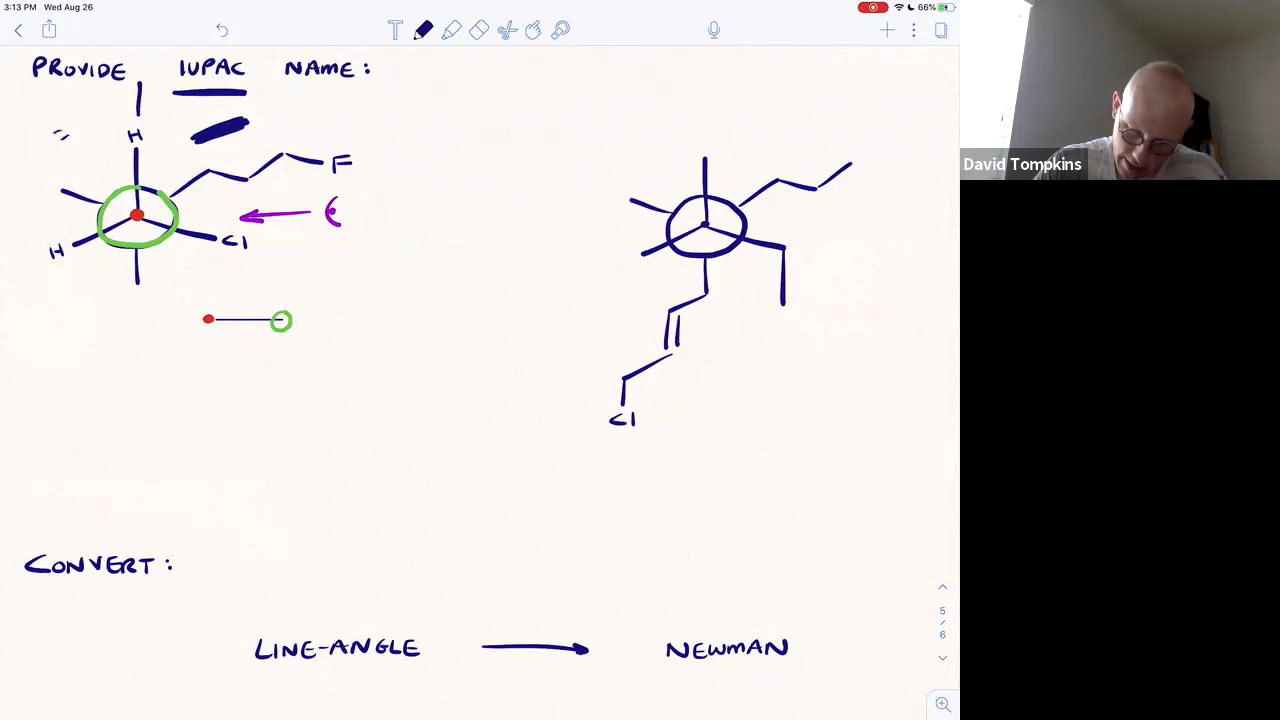 3:13 PM Wed Aug 26
66%
T
PROVIDE IUPAC NAME:
H
F
H
Cl
Cl
David Tompkins
CONVERT:
5
/
6
LINE-ANGLE → NEWMAN